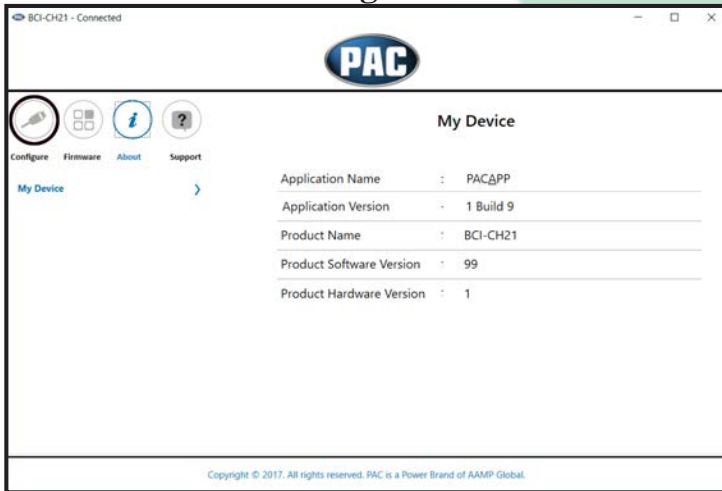 BCI-CH21 - Connected
PAC
Configure Firmware About Support
My Device
My Device
Application Name : PACAPP
Application Version - 1 Build 9
Product Name : BCI-CH21
Product Software Version : 99
Product Hardware Version : 1
Copyright © 2017. All rights reserved. PAC is a Power Brand of AAMP Global.